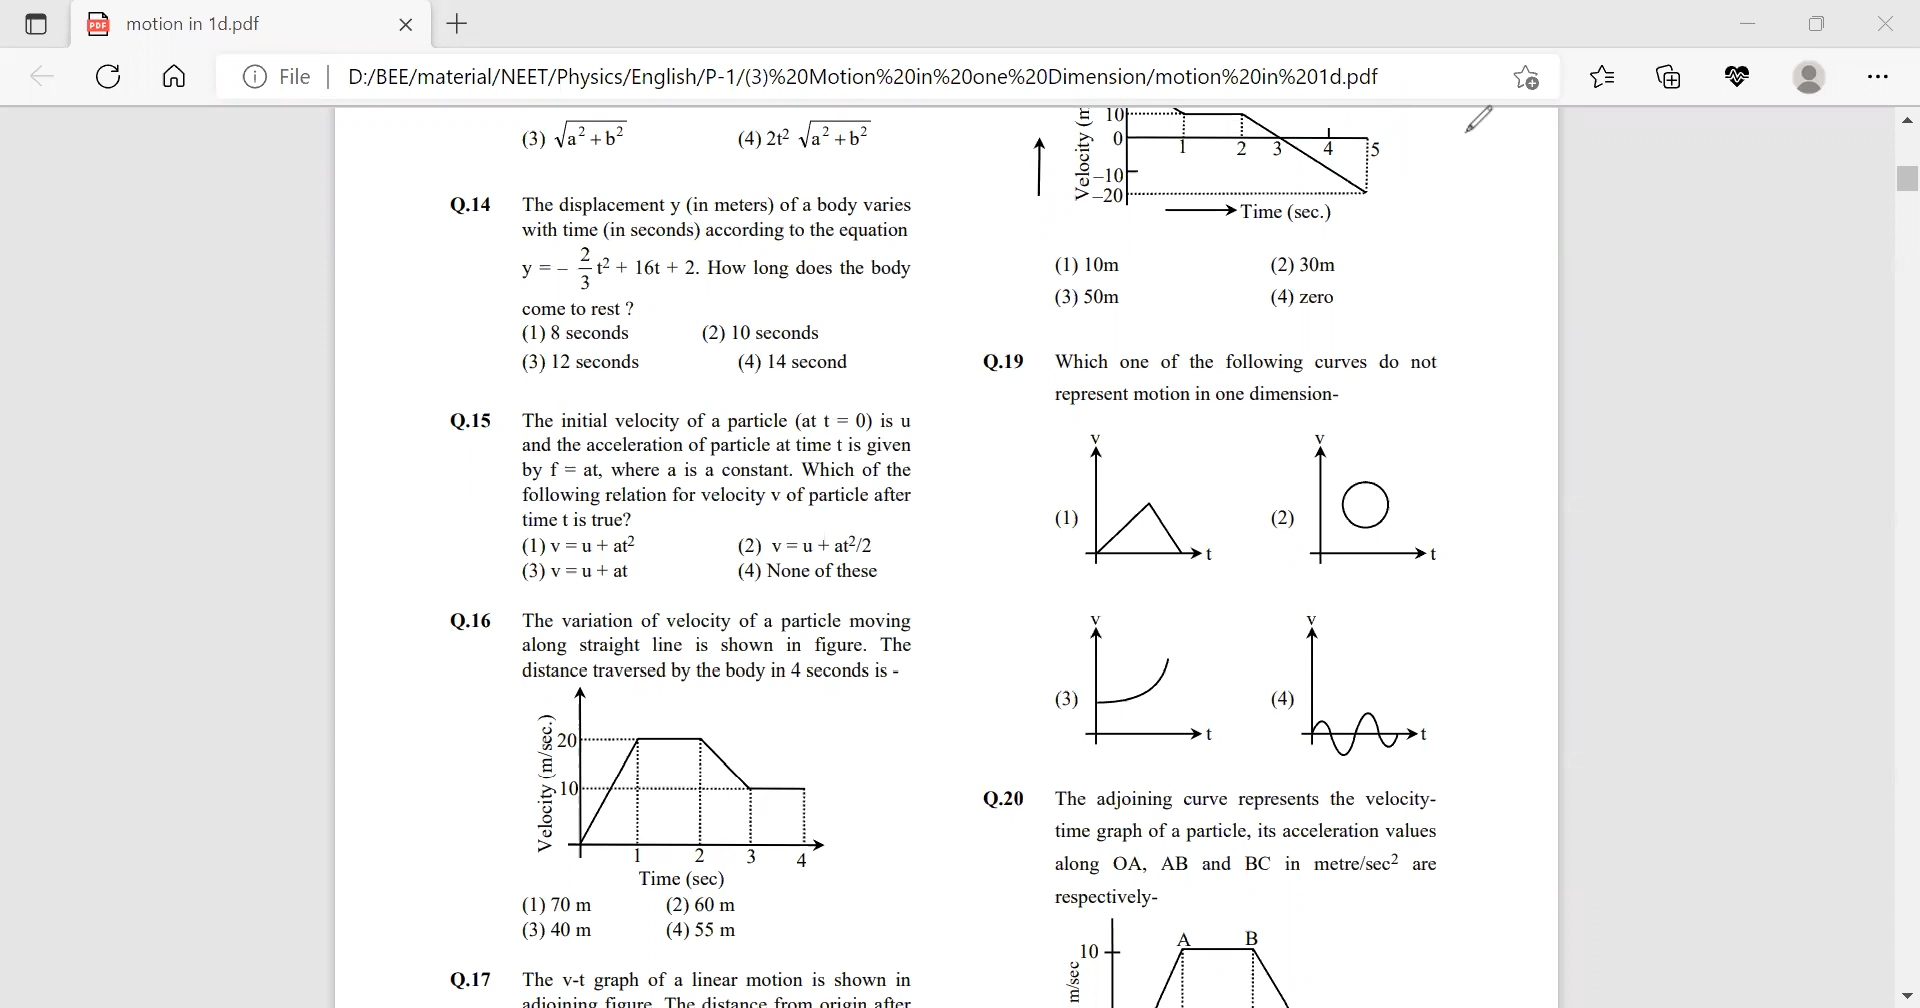 motion in 1d.pdf
File
D:/BEE/material/NEET/Physics/English/P-1/(3)%20Motion%20in%20one%20Dimension/motion%20in%201d.pdf
(3) √a² + b²
(4) 2t² √a² + b²
Q.14 The displacement y (in meters) of a body varies
with time (in seconds) according to the equation
y = – 2/3 t² + 16t + 2. How long does the body
come to rest ?
(1) 8 seconds
(2) 10 seconds
(3) 12 seconds
(4) 14 second
Q.15 The initial velocity of a particle (at t = 0) is u
and the acceleration of particle at time t is given
by f = at, where a is a constant. Which of the
following relation for velocity v of particle after
time t is true?
(1) v = u + at²
(2) v = u + at²/2
(3) v = u + at
(4) None of these
Q.16 The variation of velocity of a particle moving
along straight line is shown in figure. The
distance traversed by the body in 4 seconds is -
Velocity (m/sec.)
20
10
1 2 3 4
Time (sec)
(1) 70 m
(2) 60 m
(3) 40 m
(4) 55 m
Q.17 The v-t graph of a linear motion is shown in
adjoining figure. The distance from origin after
Velocity (m
10
0
–10
–20
1 2 3 4 5
Time (sec.)
(1) 10m
(2) 30m
(3) 50m
(4) zero
Q.19 Which one of the following curves do not
represent motion in one dimension-
(1) v t
(2) v t
(3) v t
(4) v t
Q.20 The adjoining curve represents the velocity-
time graph of a particle, its acceleration values
along OA, AB and BC in metre/sec² are
respectively-
10
A B
m/sec